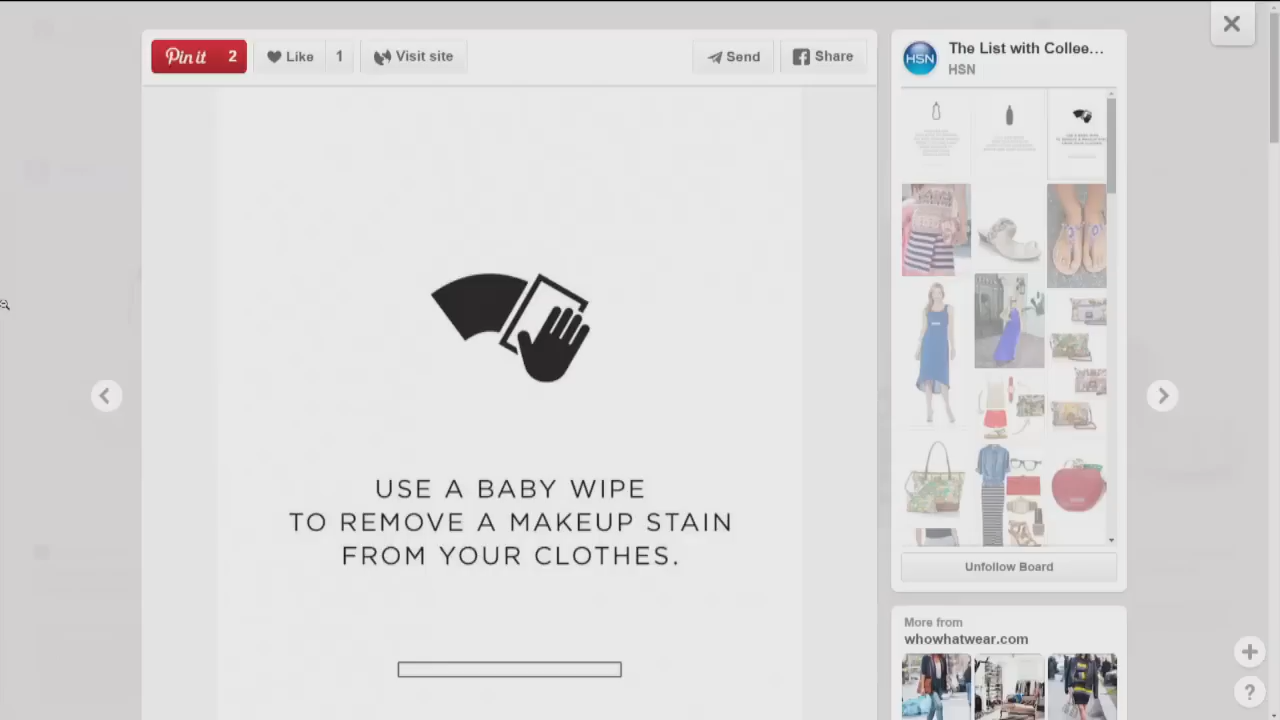 Pin it 2
Like 1
Visit site
Send
Share
HSN
The List with Collee...
HSN
USE A BABY WIPE
TO REMOVE A MAKEUP STAIN
FROM YOUR CLOTHES.
Unfollow Board
More from
whowhatwear.com
?